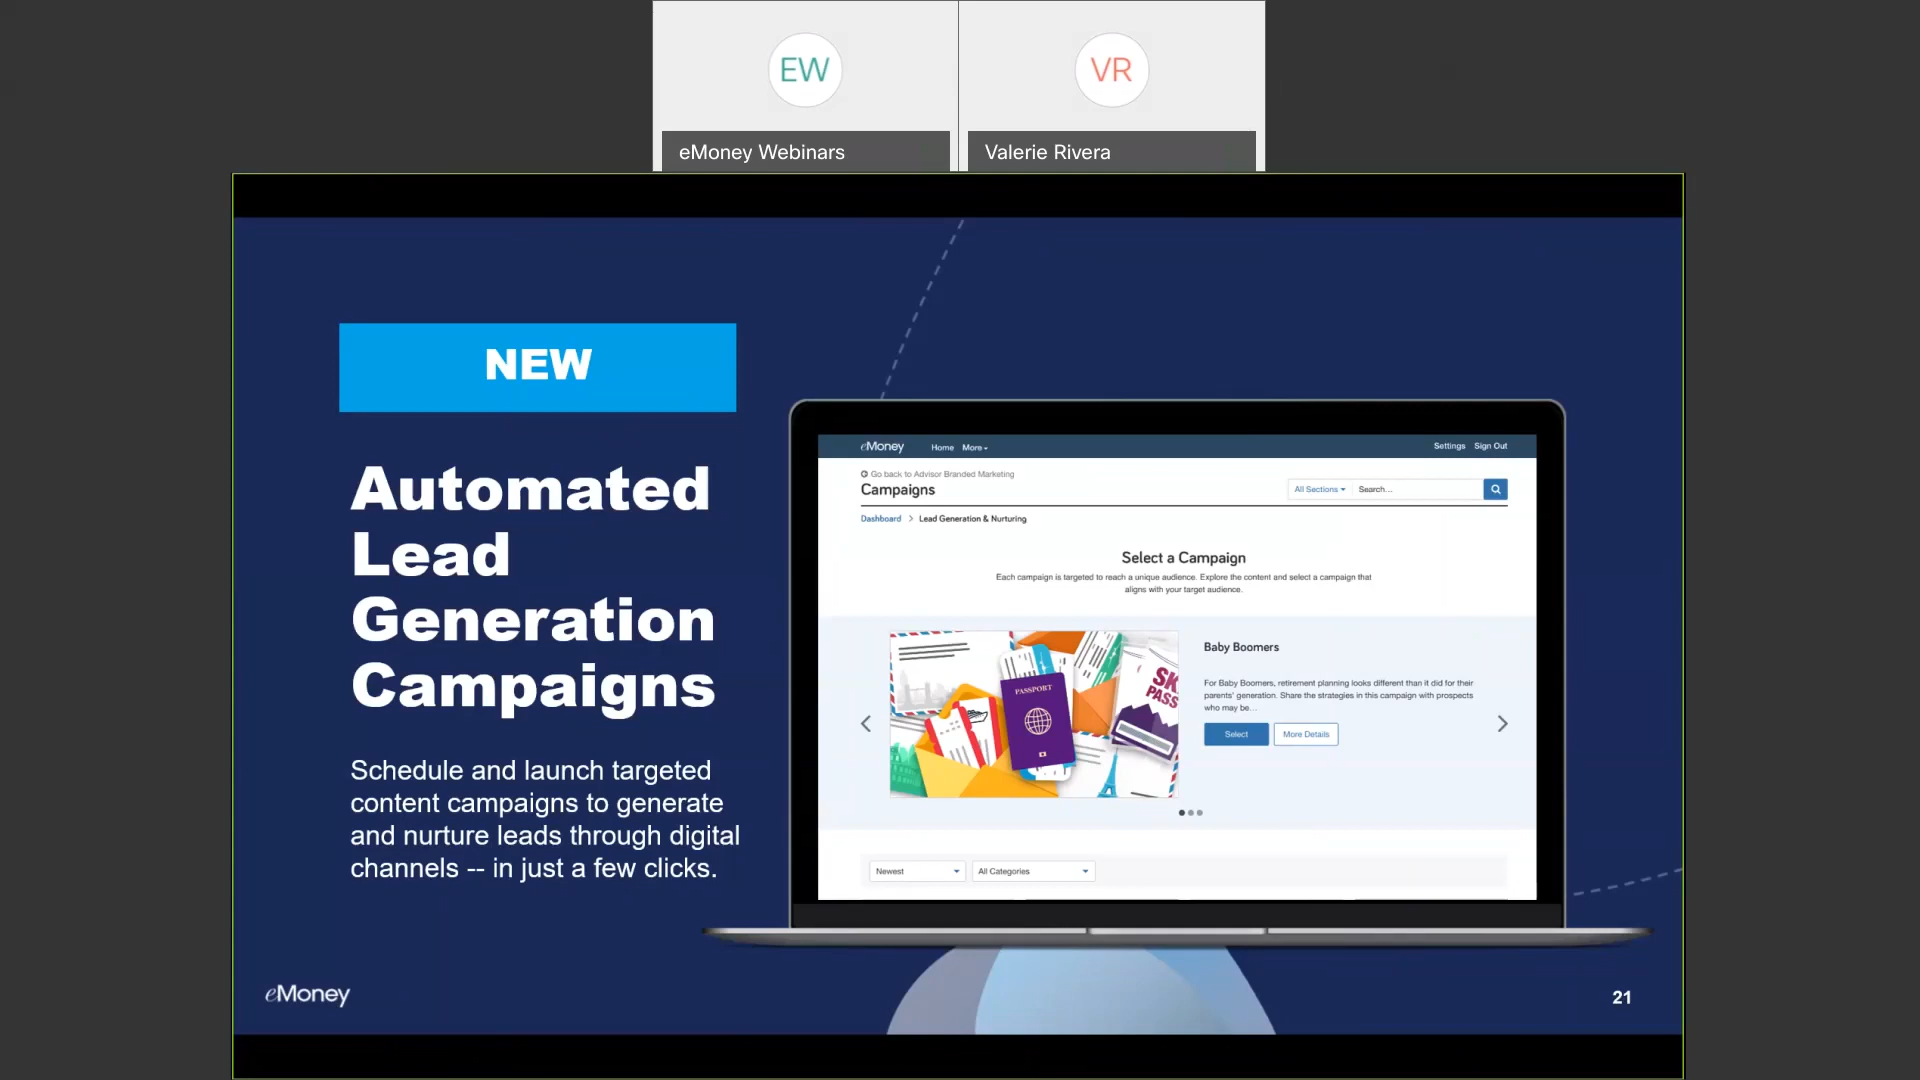 EW
VR
eMoney Webinars
Valerie Rivera
NEW
Automated
Lead
Generation
Campaigns
Schedule and launch targeted
content campaigns to generate
and nurture leads through digital
channels -- in just a few clicks.
eMoney
Home More
Settings Sign Out
Go back to Advisor Branded Marketing
Campaigns
All Sections Search...
Dashboard > Lead Generation & Nurturing
Select a Campaign
Each campaign is targeted to reach a unique audience. Explore the content and select a campaign that
aligns with your target audience.
PASSPORT
SK
PASS
Baby Boomers
For Baby Boomers, retirement planning looks different than it did for their
parents' generation. Share the strategies in this campaign with prospects
who may be...
Select More Details
Newest All Categories
eMoney
21